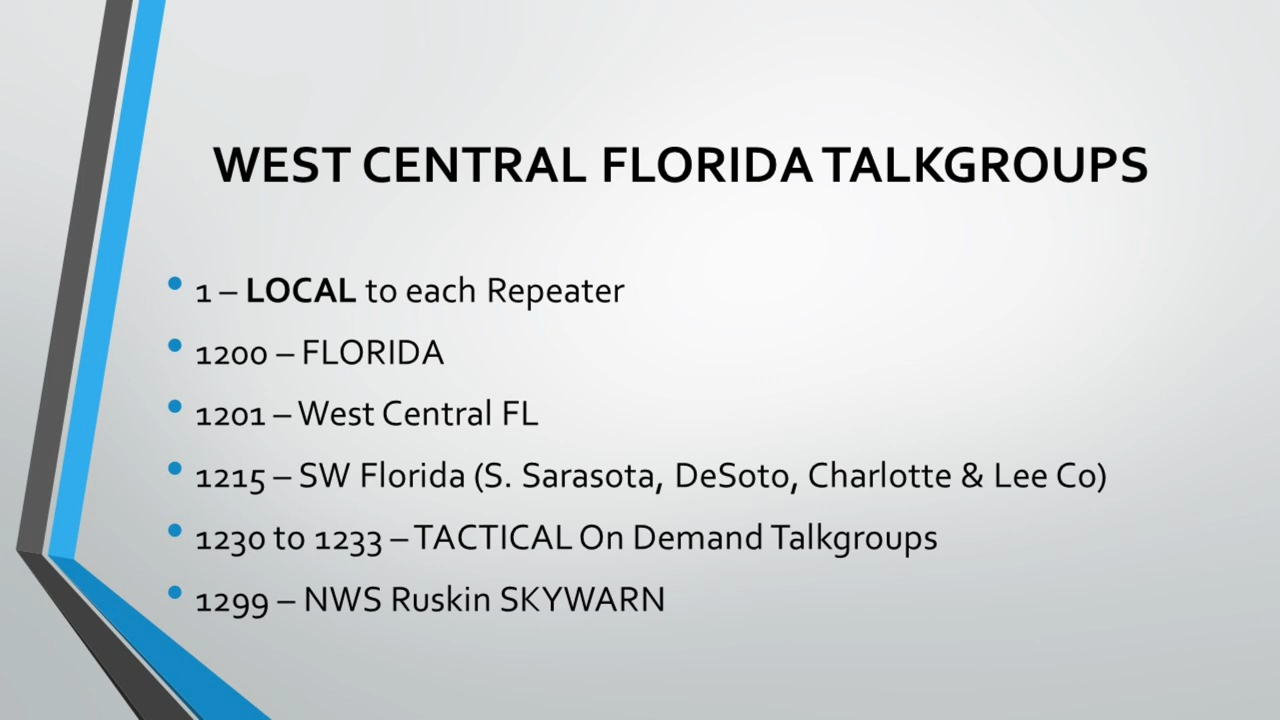 WEST CENTRAL FLORIDA TALKGROUPS
• 1 – LOCAL to each Repeater
• 1200 – FLORIDA
• 1201 – West Central FL
• 1215 – SW Florida (S. Sarasota, DeSoto, Charlotte & Lee Co)
• 1230 to 1233 – TACTICAL On Demand Talkgroups
• 1299 – NWS Ruskin SKYWARN